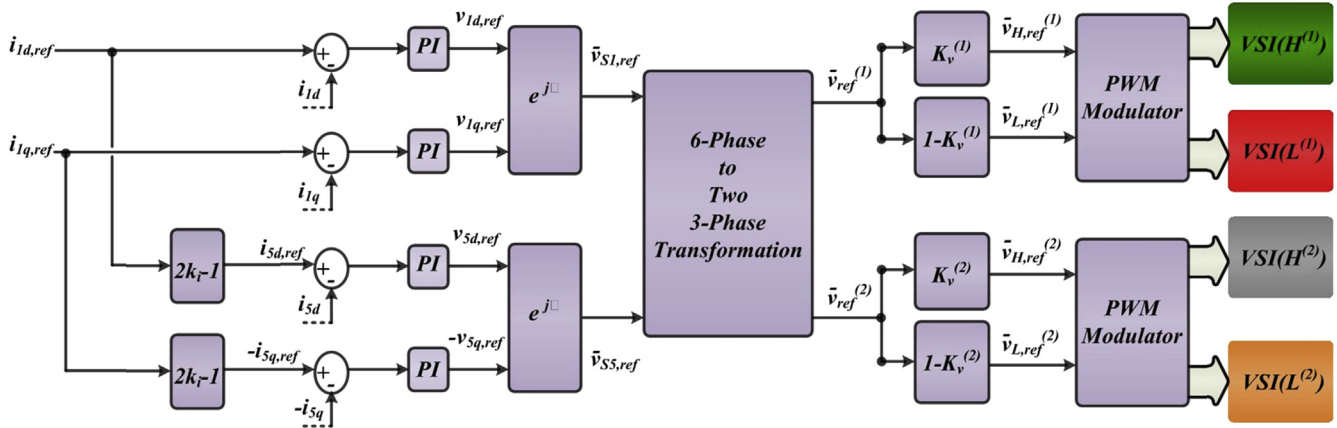 i1d,ref
i1q,ref
+
-
i1d
PI
v1d,ref
+
-
i1q
PI
v1q,ref
e^j□
v̄S1,ref
2ki-1
i5d,ref
+
-
i5d
PI
v5d,ref
2ki-1
-i5q,ref
+
-
-i5q
PI
-v5q,ref
e^j□
v̄S5,ref
6-Phase
to
Two
3-Phase
Transformation
v̄ref^(1)
Kv^(1)
v̄H,ref^(1)
1-Kv^(1)
v̄L,ref^(1)
PWM
Modulator
VSI(H^(1))
VSI(L^(1))
v̄ref^(2)
Kv^(2)
v̄H,ref^(2)
1-Kv^(2)
v̄L,ref^(2)
PWM
Modulator
VSI(H^(2))
VSI(L^(2))